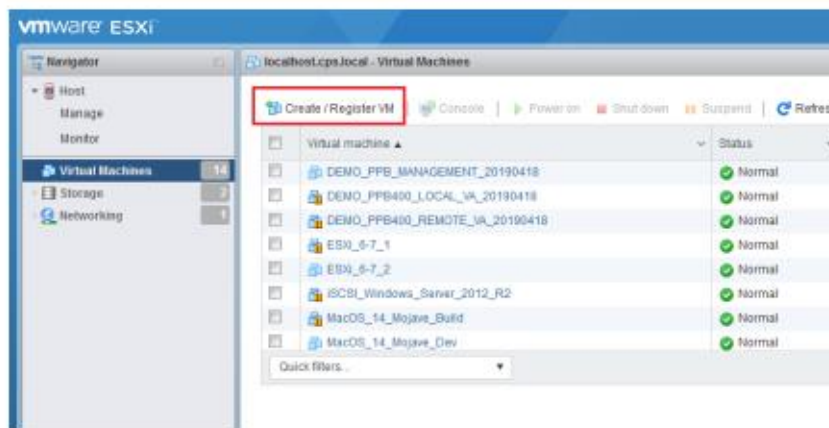 vmware ESXi
Navigator
localhost.cps.local - Virtual Machines
Host
Manage
Monitor
Virtual Machines 14
Storage
Networking 1
Create / Register VM | Console | Power on Shut down Suspend | Refres
Virtual machine ▲ Status
DEMO_PPB_MANAGEMENT_20190418 Normal
DEMO_PPB400_LOCAL_VA_20190418 Normal
DEMO_PPB400_REMOTE_VA_20190418 Normal
ESXi_6-7_1 Normal
ESXi_6-7_2 Normal
iSCSI_Windows_Server_2012_R2 Normal
MacOS_14_Mojave_Build Normal
MacOS_14_Mojave_Dev Normal
Quick filters...